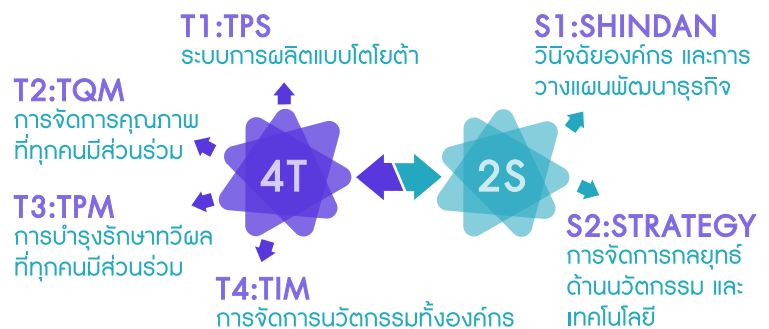 T1:TPS
ระบบการผลิตแบบโตโยต้า
T2:TQM
การจัดการคุณภาพ
ที่ทุกคนมีส่วนร่วม
T3:TPM
การบำรุงรักษาทวีผล
ที่ทุกคนมีส่วนร่วม
T4:TIM
การจัดการนวัตกรรมทั้งองค์กร
4T
2S
S1:SHINDAN
วินิจฉัยองค์กร และการ
วางแผนพัฒนาธุรกิจ
S2:STRATEGY
การจัดการกลยุทธ์
ด้านนวัตกรรม และ
เทคโนโลยี